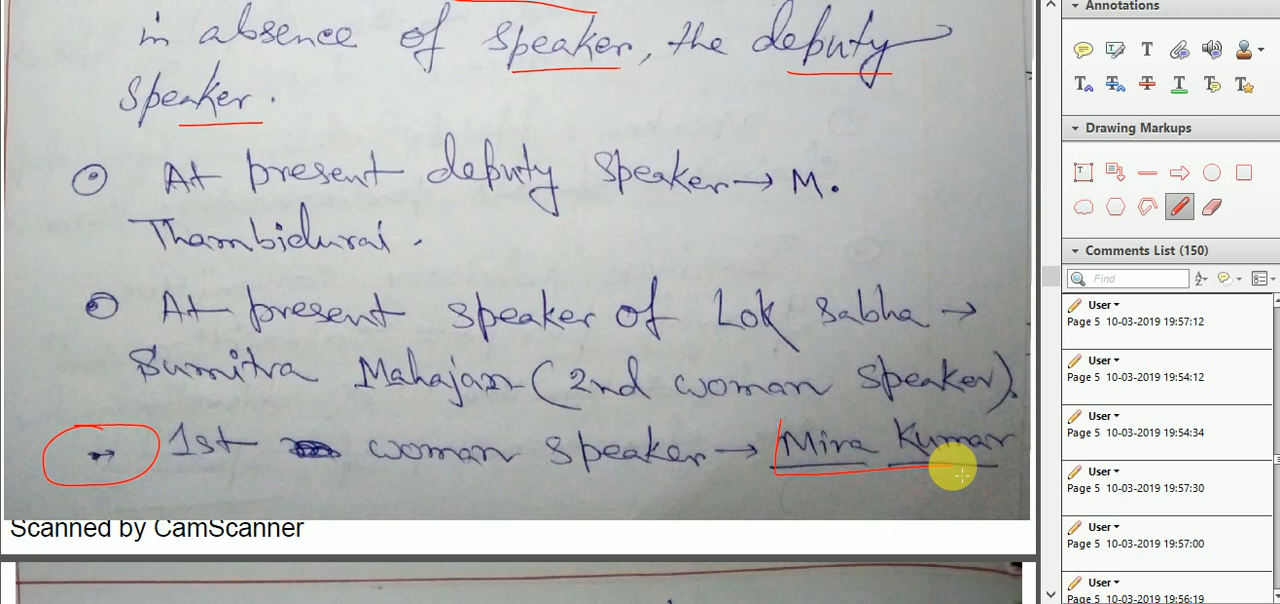 in absence of speaker, the deputy
speaker.
At present deputy speaker → M.
Thambidurai.
At present speaker of Lok Sabha →
Sumitra Mahajan (2nd woman speaker).
→ 1st woman speaker → Mira Kumar
Scanned by CamScanner
Annotations
T
T T T T T T
Drawing Markups
T
Comments List (150)
Find
User
Page 5 10-03-2019 19:57:12
User
Page 5 10-03-2019 19:54:12
User
Page 5 10-03-2019 19:54:34
User
Page 5 10-03-2019 19:57:30
User
Page 5 10-03-2019 19:57:00
User
Page 5 10-03-2019 19:56:19